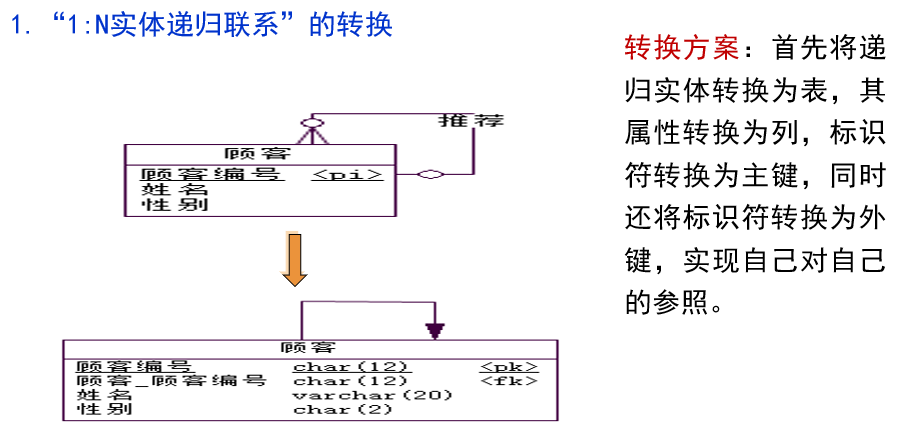 1. “1:N实体递归联系”的转换
转换方案：首先将递
归实体转换为表，其
属性转换为列，标识
符转换为主键，同时
还将标识符转换为外
键，实现自己对自己
的参照。
推荐
顾客
顾客编号 <pi>
姓名
性别
顾客
顾客编号 char(12) <pk>
顾客_顾客编号 char(12) <fk>
姓名 varchar(20)
性别 char(2)